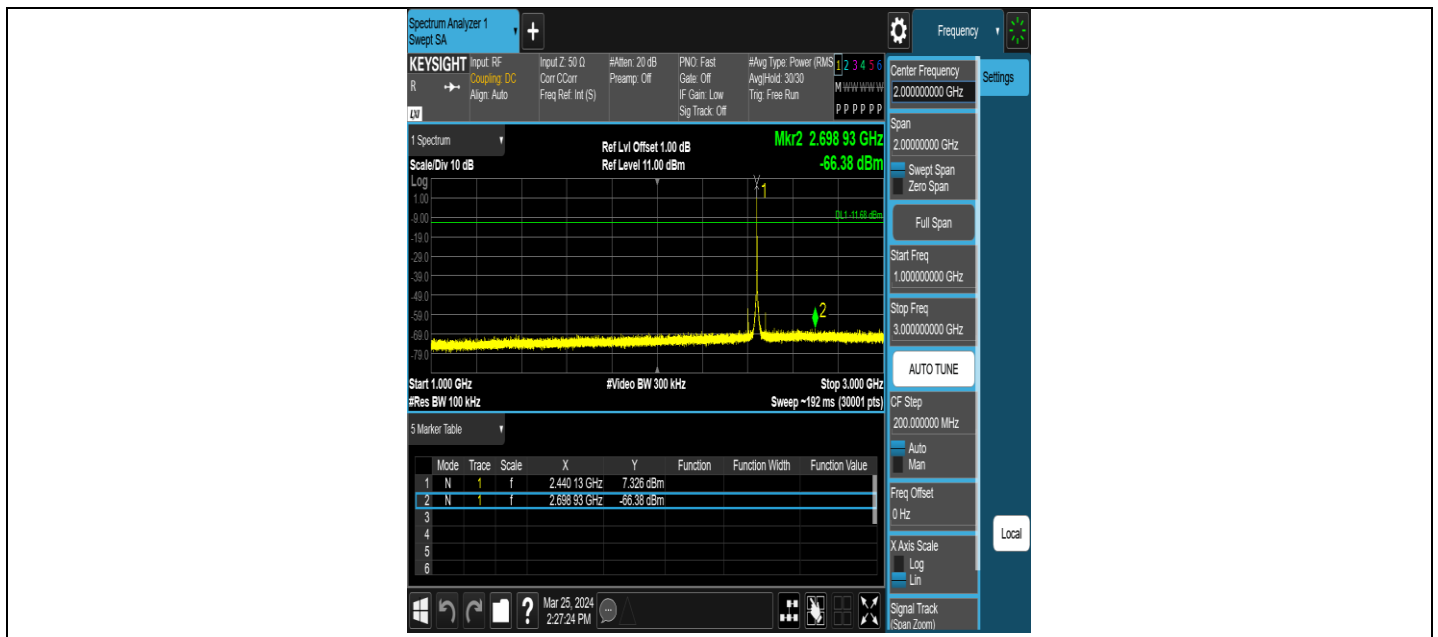 Spectrum Analyzer 1
Swept SA
Frequency
KEYSIGHT
R
LXI
Input: RF
Coupling: DC
Align: Auto
Input Z: 50 Ω
Corr CCorr
Freq Ref: Int (S)
#Atten: 20 dB
Preamp: Off
PNO: Fast
Gate: Off
IF Gain: Low
Sig Track: Off
#Avg Type: Power (RMS
Avg|Hold: 30/30
Trig: Free Run
1 2 3 4 5 6
M W W W W W
P P P P P P
Center Frequency
2.000000000 GHz
Settings
1 Spectrum
Scale/Div 10 dB
Ref Lvl Offset 1.00 dB
Ref Level 11.00 dBm
Mkr2 2.698 93 GHz
-66.38 dBm
Log
1.00
-9.00
-19.0
-29.0
-39.0
-49.0
-59.0
-69.0
-79.0
1
DL1 -11.68 dBm
2
Start 1.000 GHz
#Video BW 300 kHz
Stop 3.000 GHz
#Res BW 100 kHz
Sweep ~192 ms (30001 pts)
Span
2.00000000 GHz
Swept Span
Zero Span
Full Span
Start Freq
1.000000000 GHz
Stop Freq
3.000000000 GHz
AUTO TUNE
CF Step
200.000000 MHz
Auto
Man
Freq Offset
0 Hz
X Axis Scale
Log
Lin
Signal Track
(Span Zoom)
Local
5 Marker Table
Mode Trace Scale X Y Function Function Width Function Value
1 N 1 f 2.440 13 GHz 7.326 dBm
2 N 1 f 2.698 93 GHz -66.38 dBm
3
4
5
6
?
Mar 25, 2024
2:27:24 PM